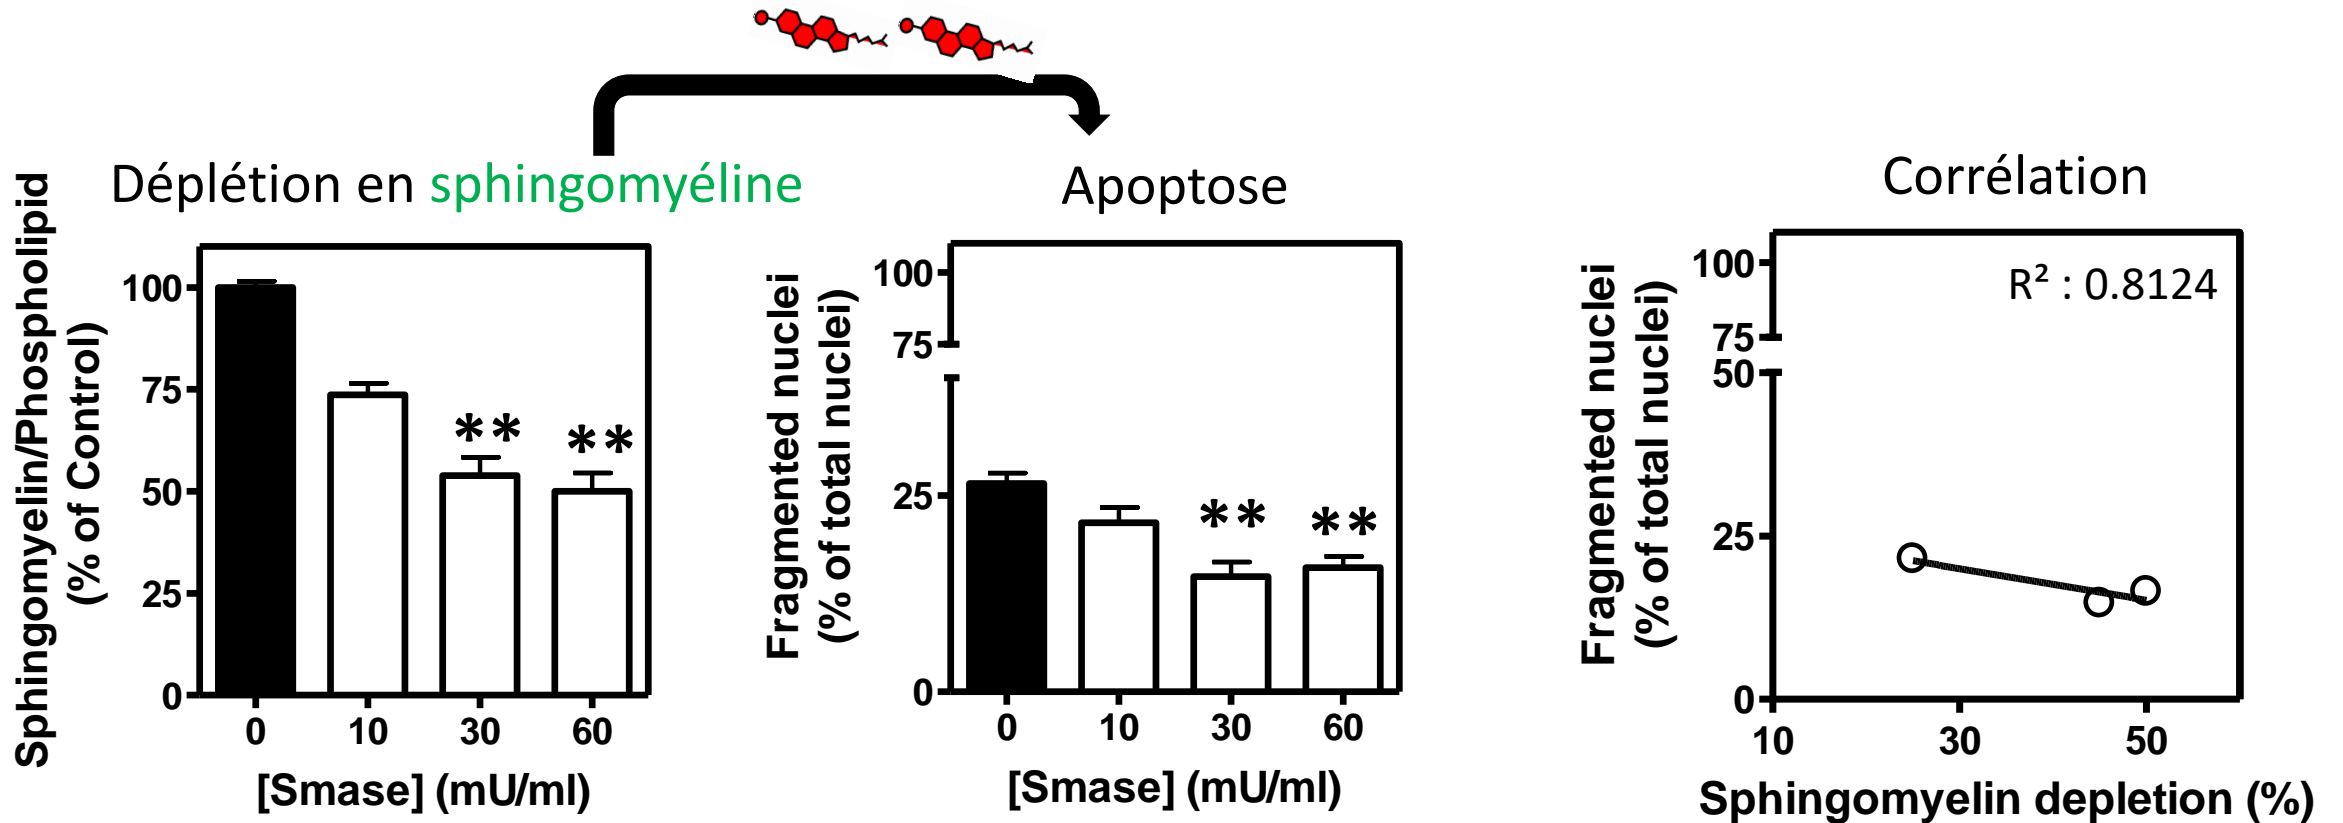 Déplétion en sphingomyéline
Sphingomyelin/Phospholipid
(% of Control)
100
75
50
25
0
**
**
0 10 30 60
[Smase] (mU/ml)
Apoptose
Fragmented nuclei
(% of total nuclei)
100
75
25
0
**
**
0 10 30 60
[Smase] (mU/ml)
Corrélation
Fragmented nuclei
(% of total nuclei)
100
75
50
25
0
R² : 0.8124
10 30 50
Sphingomyelin depletion (%)